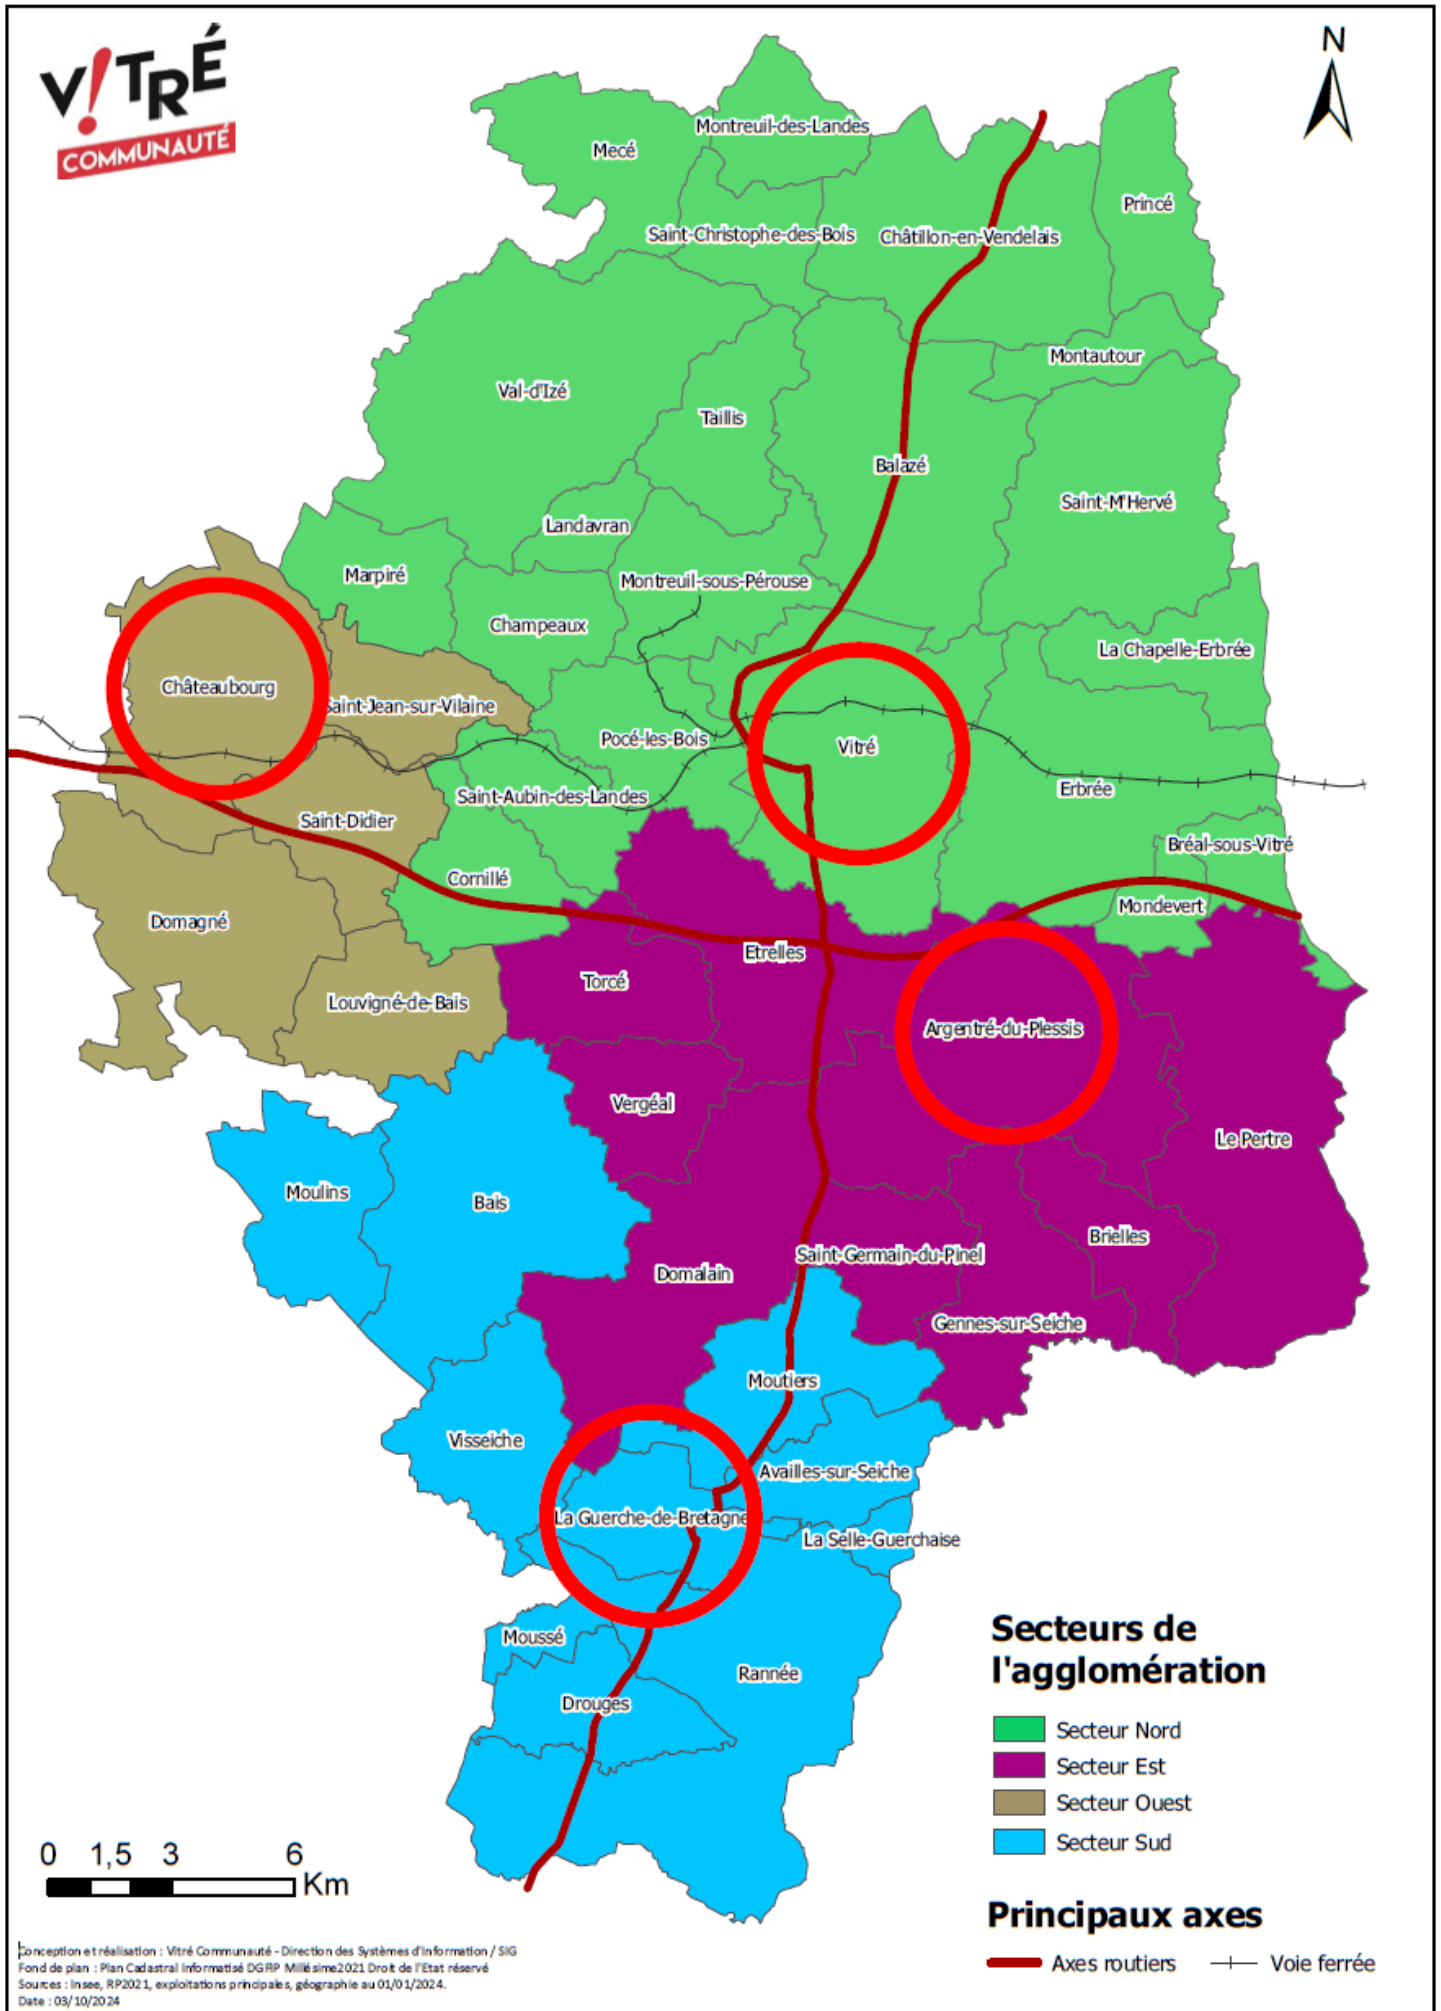 V!TRÉ
COMMUNAUTÉ
N
Montreuil-des-Landes
Mecé
Princé
Saint-Christophe-des-Bois
Châtillon-en-Vendelais
Montautour
Val-d'Izé
Taillis
Balazé
Saint-M'Hervé
Landavran
Marpiré
Montreuil-sous-Pérouse
Champeaux
La Chapelle-Erbrée
Châteaubourg
Saint-Jean-sur-Vilaine
Pocé-les-Bois
Vitré
Erbrée
Saint-Aubin-des-Landes
Saint-Didier
Bréal-sous-Vitré
Cornillé
Mondevert
Domagné
Etrelles
Torcé
Louvigné-de-Bais
Argentré-du-Plessis
Vergéal
Le Pertre
Moulins
Bais
Brielles
Saint-Germain-du-Pinel
Domalain
Gennes-sur-Seiche
Moutiers
Visseiche
Availles-sur-Seiche
La Guerche-de-Bretagne
La Selle-Guerchaise
Moussé
Rannée
Drouges
Secteurs de
l'agglomération
Secteur Nord
Secteur Est
Secteur Ouest
Secteur Sud
0 1,5 3 6
Km
Principaux axes
Axes routiers
Voie ferrée
Conception et réalisation : Vitré Communauté - Direction des Systèmes d'Information / SIG
Fond de plan : Plan Cadastral Informatisé DGFIP Millésime2021 Droit de l'Etat réservé
Sources : Insee, RP2021, exploitations principales, géographie au 01/01/2024.
Date : 03/10/2024